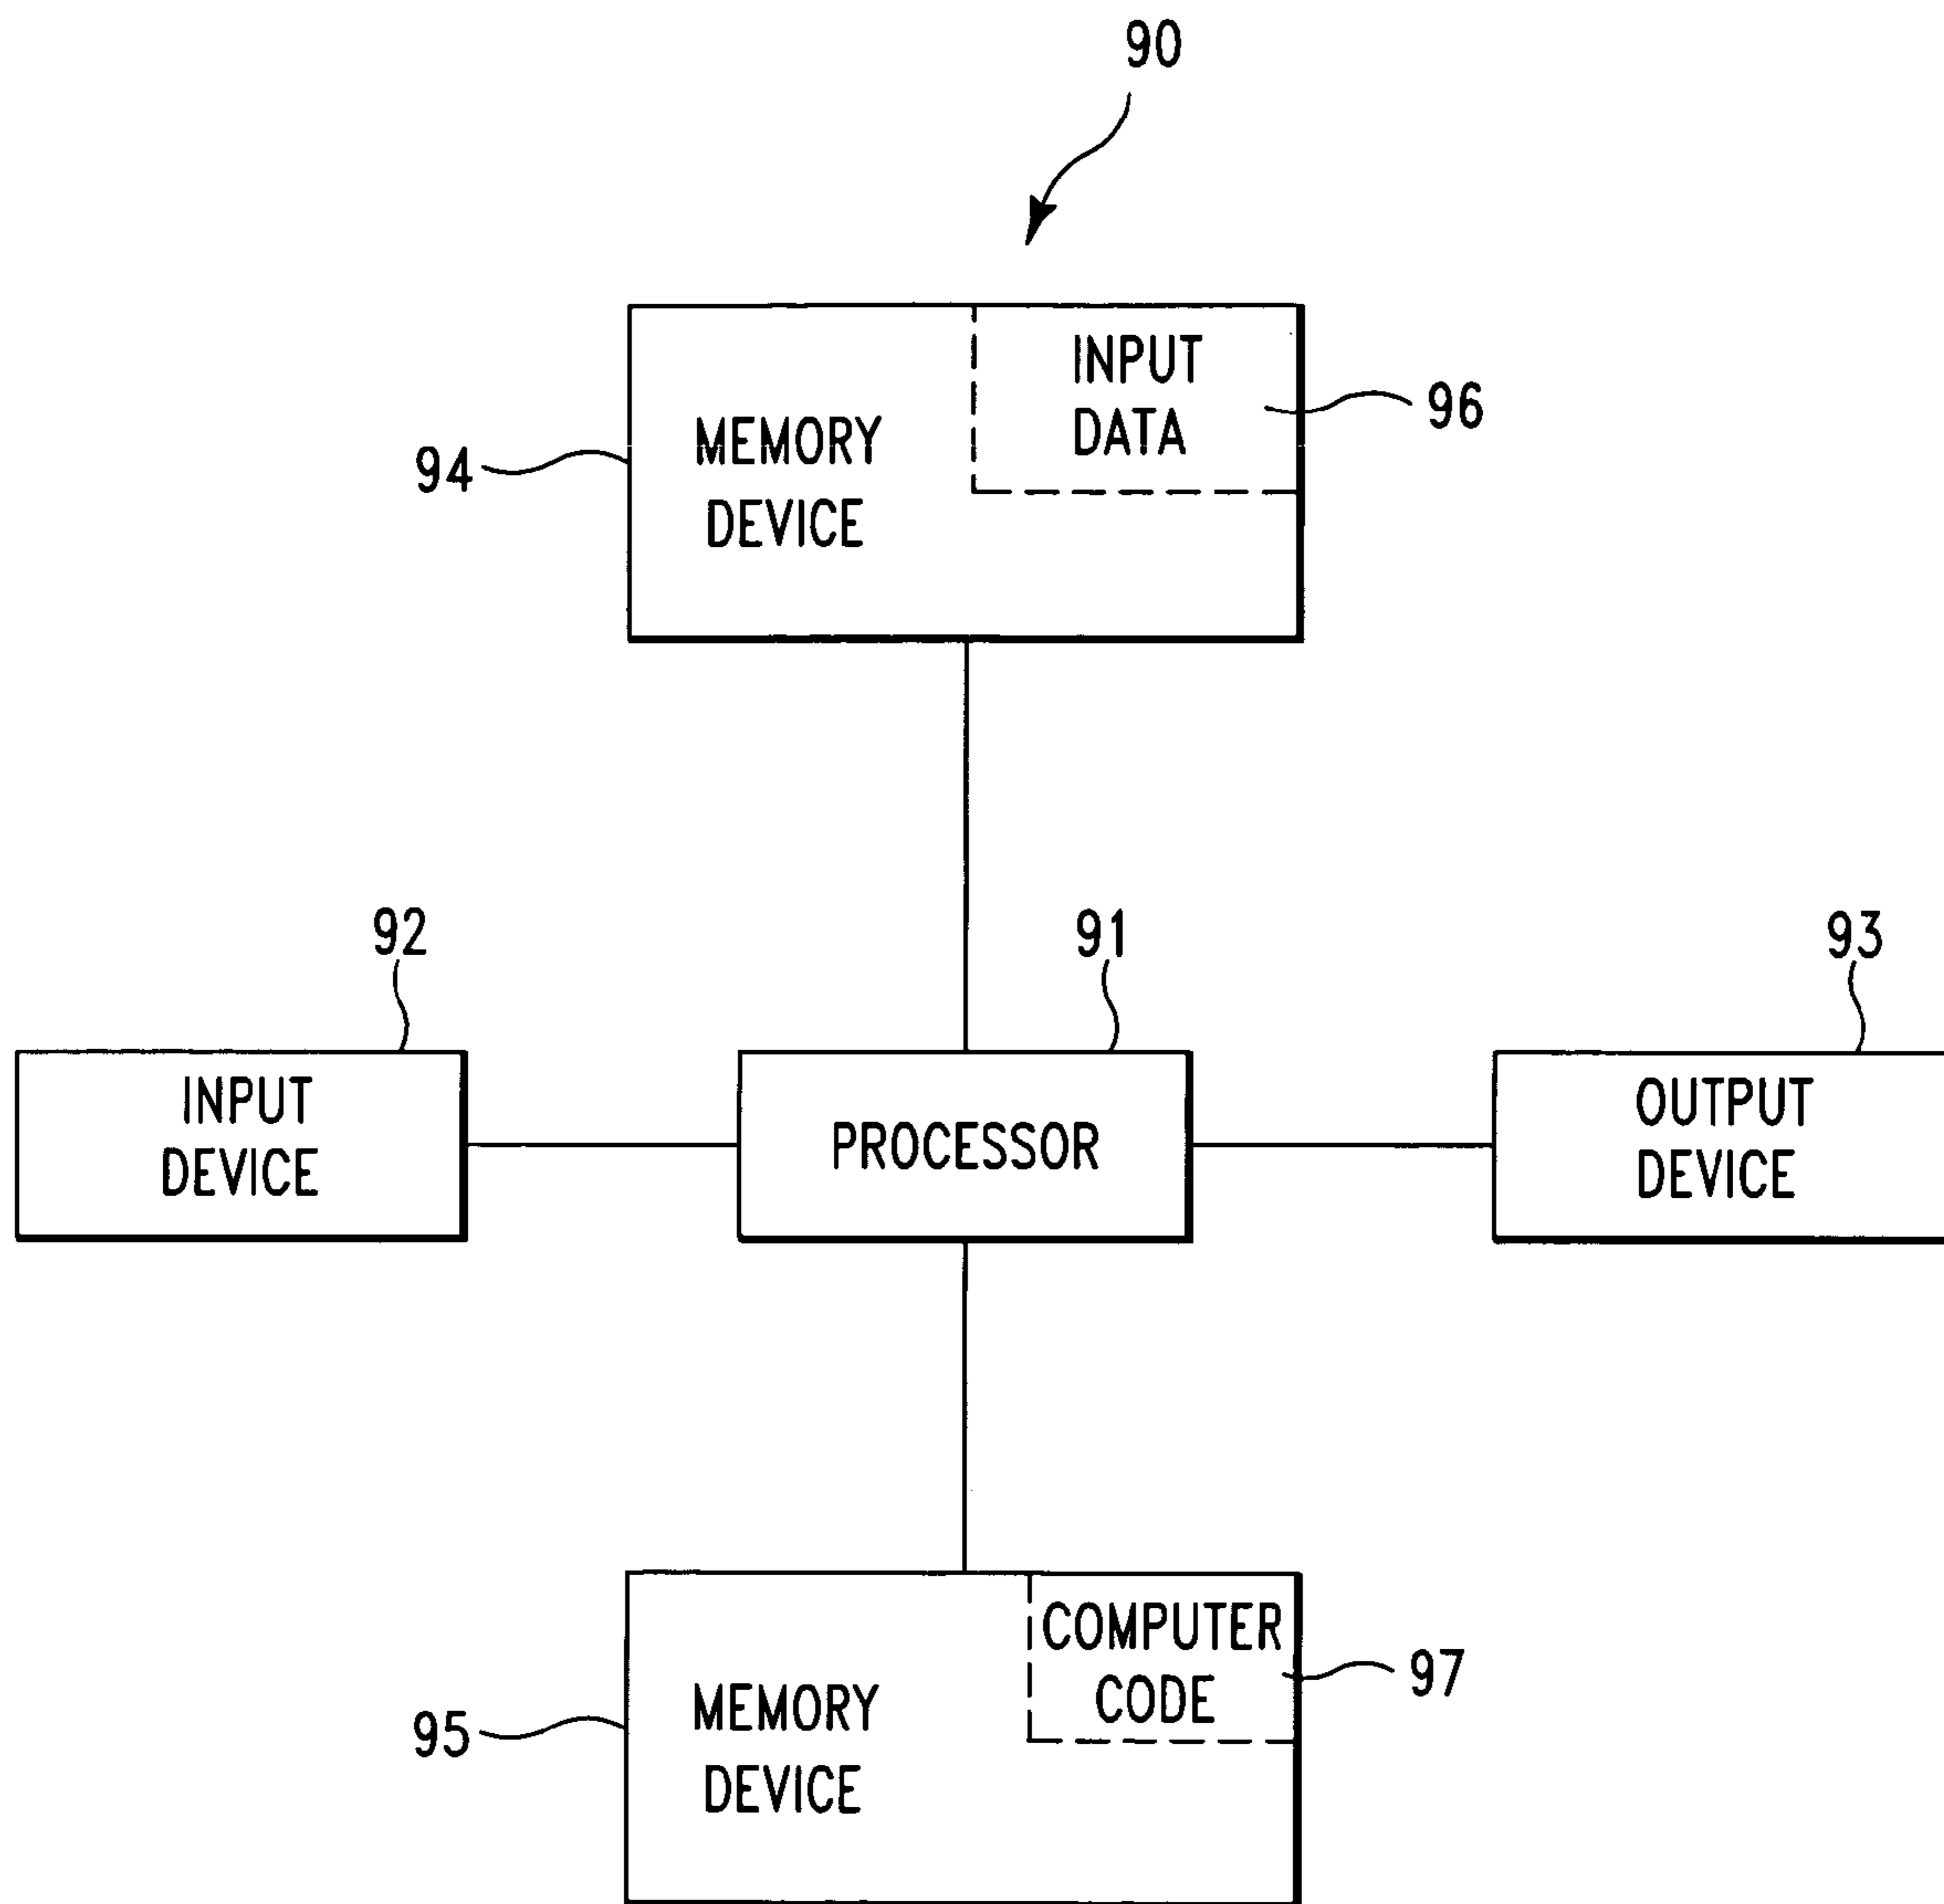 90
INPUT
DATA
96
MEMORY
DEVICE
94
92
91
93
INPUT
DEVICE
PROCESSOR
OUTPUT
DEVICE
COMPUTER
CODE
97
MEMORY
DEVICE
95